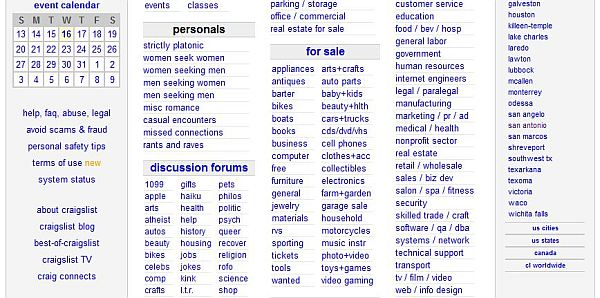 event calendar
S M T W T F S
13 14 15 16 17 18 19
20 21 22 23 24 25 26
27 28 29 30 31 1 2
3 4 5 6 7 8 9
help, faq, abuse, legal
avoid scams & fraud
personal safety tips
terms of use new
system status
about craigslist
craigslist blog
best-of-craigslist
craigslist TV
craig connects
events classes
personals
strictly platonic
women seek women
women seeking men
men seeking women
men seeking men
misc romance
casual encounters
missed connections
rants and raves
discussion forums
1099 gifts pets
apple haiku philos
arts health politic
atheist help psych
autos history queer
beauty housing recover
bikes jobs religion
celebs jokes rofo
comp kink science
crafts l.t.r. shop
parking / storage
office / commercial
real estate for sale
for sale
appliances arts+crafts
antiques auto parts
barter baby+kids
bikes beauty+hlth
boats cars+trucks
books cds/dvd/vhs
business cell phones
computer clothes+acc
free collectibles
furniture electronics
general farm+garden
jewelry garage sale
materials household
rvs motorcycles
sporting music instr
tickets photo+video
tools toys+games
wanted video gaming
customer service
education
food / bev / hosp
general labor
government
human resources
internet engineers
legal / paralegal
manufacturing
marketing / pr / ad
medical / health
nonprofit sector
real estate
retail / wholesale
sales / biz dev
salon / spa / fitness
security
skilled trade / craft
software / qa / dba
systems / network
technical support
transport
tv / film / video
web / info design
galveston
houston
killeen-temple
lake charles
laredo
lawton
lubbock
mcallen
monterrey
odessa
san angelo
san antonio
san marcos
shreveport
southwest tx
texarkana
texoma
victoria
waco
wichita falls
us cities
us states
canada
cl worldwide